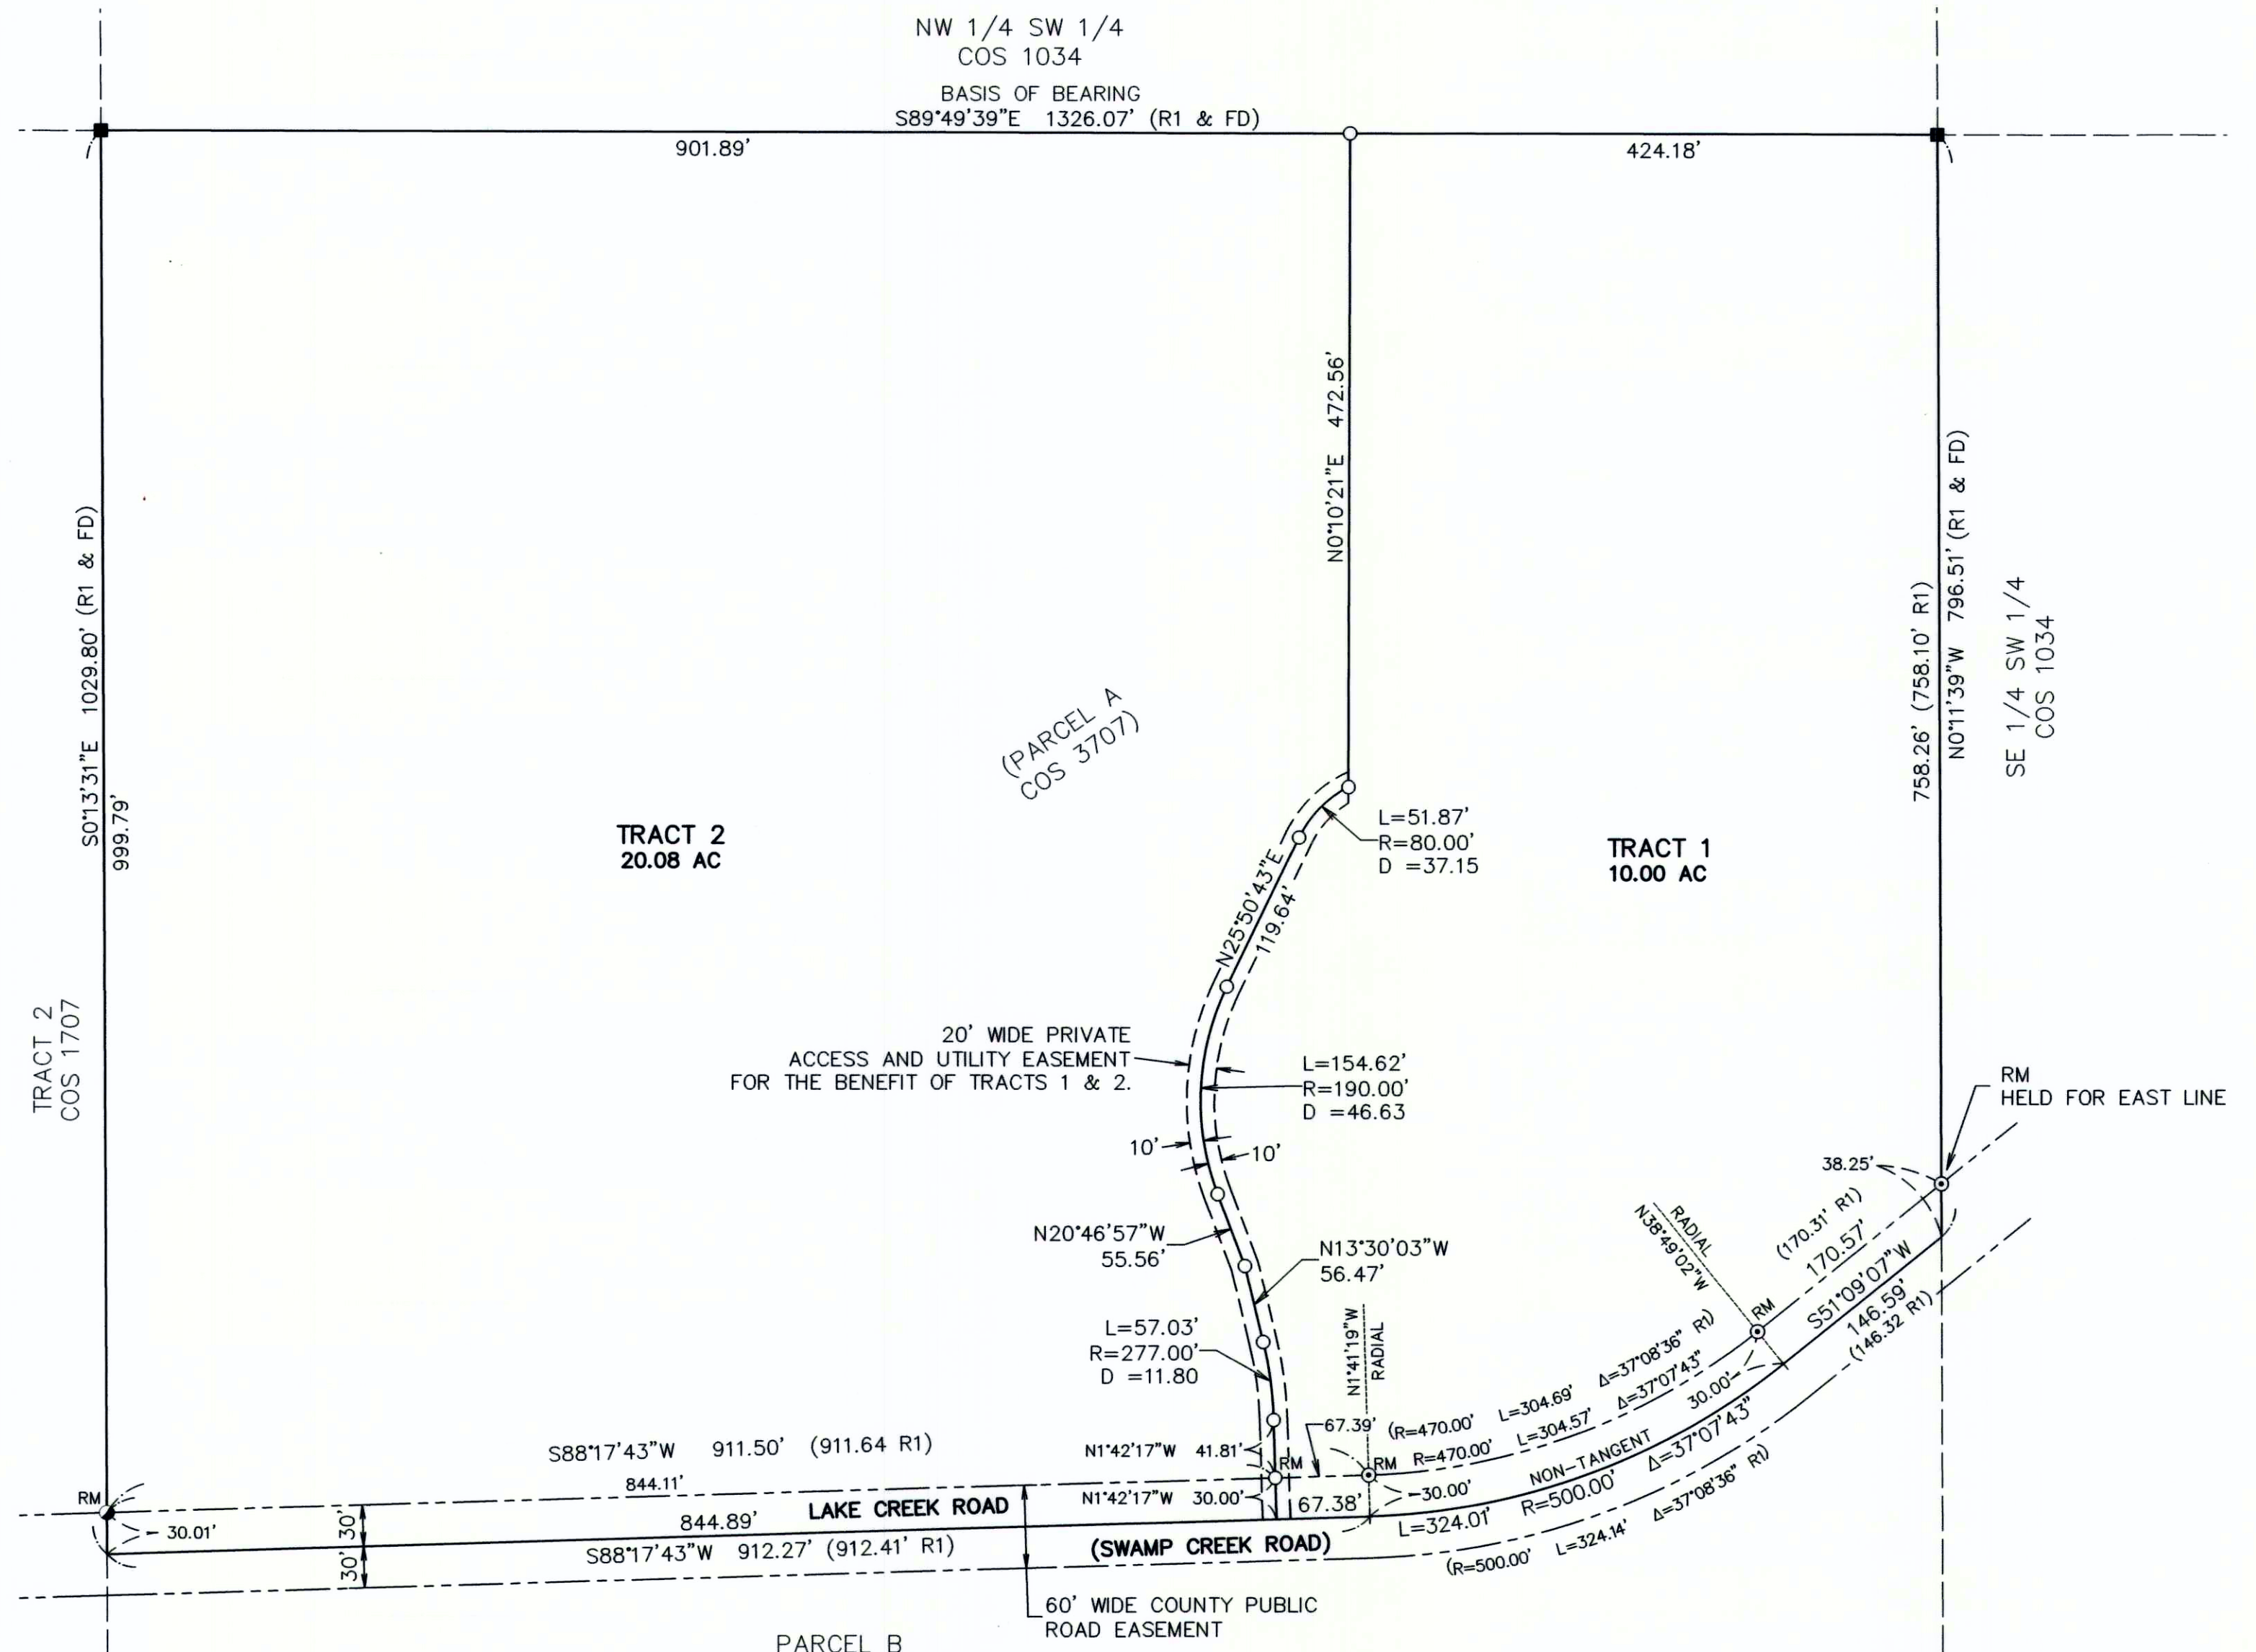 NW 1/4 SW 1/4
COS 1034
BASIS OF BEARING
S89°49'39"E 1326.07' (R1 & FD)
901.89'
424.18'
S0°13'31"E 1029.80' (R1 & FD)
999.79'
N0°10'21"E 472.56'
758.26' (758.10' R1)
N0°11'39"W 796.51' (R1 & FD)
SE 1/4 SW 1/4
COS 1034
(PARCEL A
COS 3707)
TRACT 2
20.08 AC
L=51.87'
R=80.00'
D =37.15
TRACT 1
10.00 AC
N25°50'43"E
119.64'
TRACT 2
COS 1707
20' WIDE PRIVATE
ACCESS AND UTILITY EASEMENT
FOR THE BENEFIT OF TRACTS 1 & 2.
L=154.62'
R=190.00'
D =46.63
RM
HELD FOR EAST LINE
10'
10'
38.25'
(170.31' R1)
170.57'
RADIAL
N38°49'02"W
N20°46'57"W
55.56'
N13°30'03"W
56.47'
S51°09'07"W
146.59'
(146.32 R1)
RM
L=57.03'
R=277.00'
D =11.80
N1°41'19"W
RADIAL
67.39'
(R=470.00' L=304.69' Δ=37°08'36" R1)
R=470.00' L=304.57' Δ=37°07'43"
30.00'
S88°17'43"W 911.50' (911.64 R1)
844.11'
N1°42'17"W 41.81'
RM
RM
NON-TANGENT
RM
N1°42'17"W 30.00'
67.38'
30.00'
L=324.01' R=500.00' Δ=37°07'43"
(R=500.00' L=324.14' Δ=37°08'36" R1)
30.01'
30'
30'
844.89'
LAKE CREEK ROAD
S88°17'43"W 912.27' (912.41' R1)
(SWAMP CREEK ROAD)
60' WIDE COUNTY PUBLIC
ROAD EASEMENT
PARCEL B